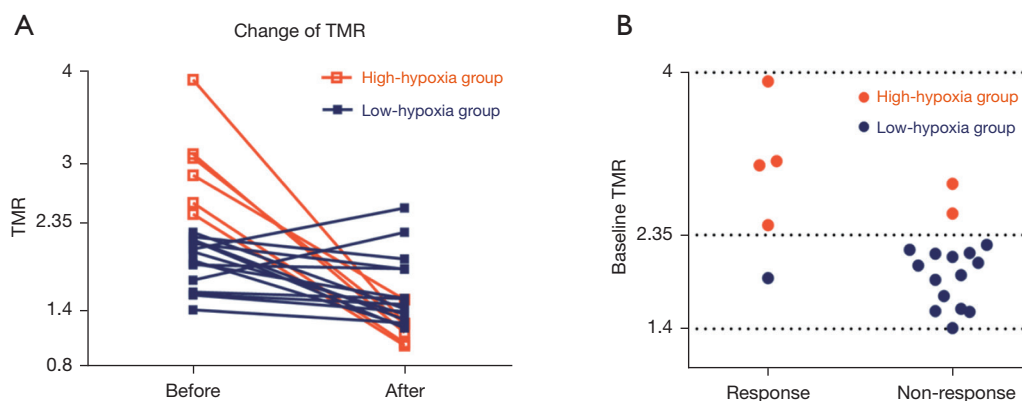 A
Change of TMR
4
3
2.35
1.4
0.8
TMR
High-hypoxia group
Low-hypoxia group
Before
After
B
4
2.35
1.4
Baseline TMR
High-hypoxia group
Low-hypoxia group
Response
Non-response